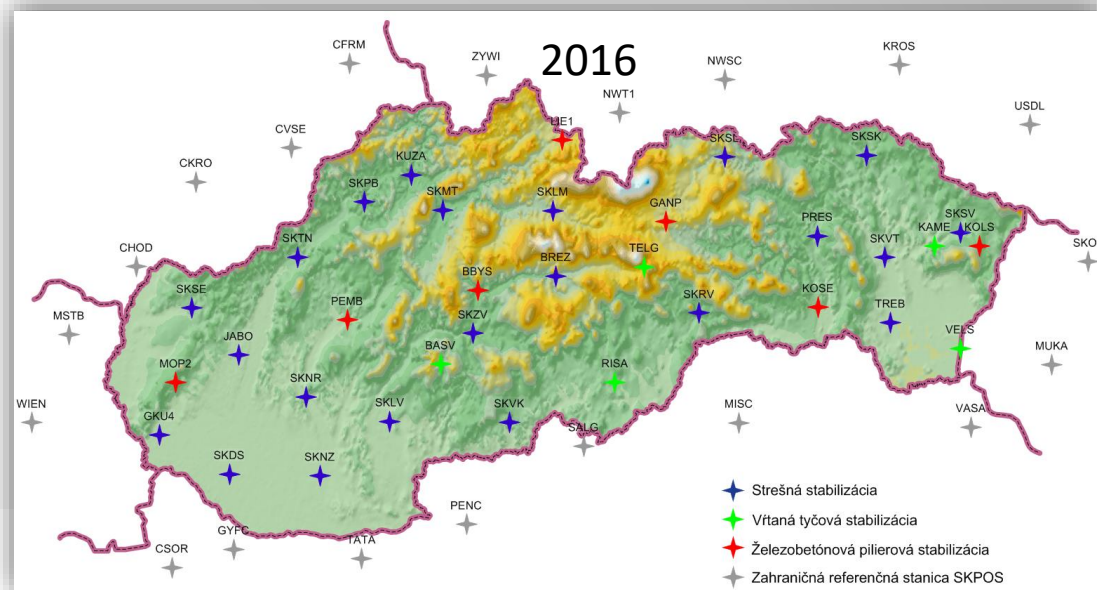 2016
CFRM
ZYWI
NWSC
KROS
NWT1
USDL
CVSE
LIE1
SKSL
SKSK
CKRO
KUZA
SKPB
SKMT
SKLM
GANP
PRES
SKSV
KAME
KOLS
SKVT
SKO
CHOD
SKTN
TELG
BREZ
BBYS
SKSE
PEMB
SKRV
KOSE
TREB
MSTB
JABO
SKZV
BASV
VELS
MUKA
MOP2
RISA
WIEN
SKNR
SKLV
SKVK
MISC
VASA
GKU4
SALG
SKDS
SKNZ
PENC
GYFC
TATA
CSOR
Strešná stabilizácia
Vŕtaná tyčová stabilizácia
Železobetónová pilierová stabilizácia
Zahraničná referenčná stanica SKPOS